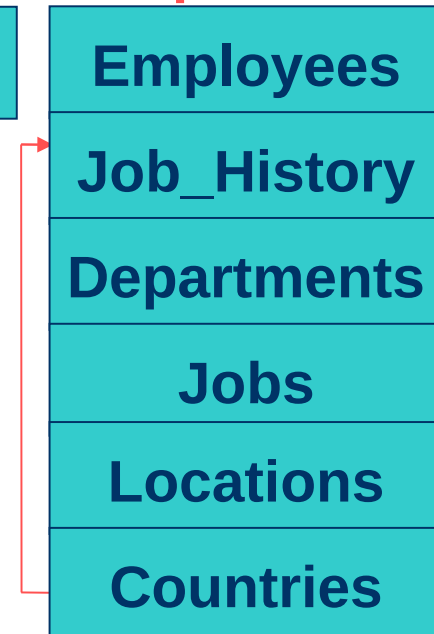 Employees
Job_History
Departments
Jobs
Locations
Countries